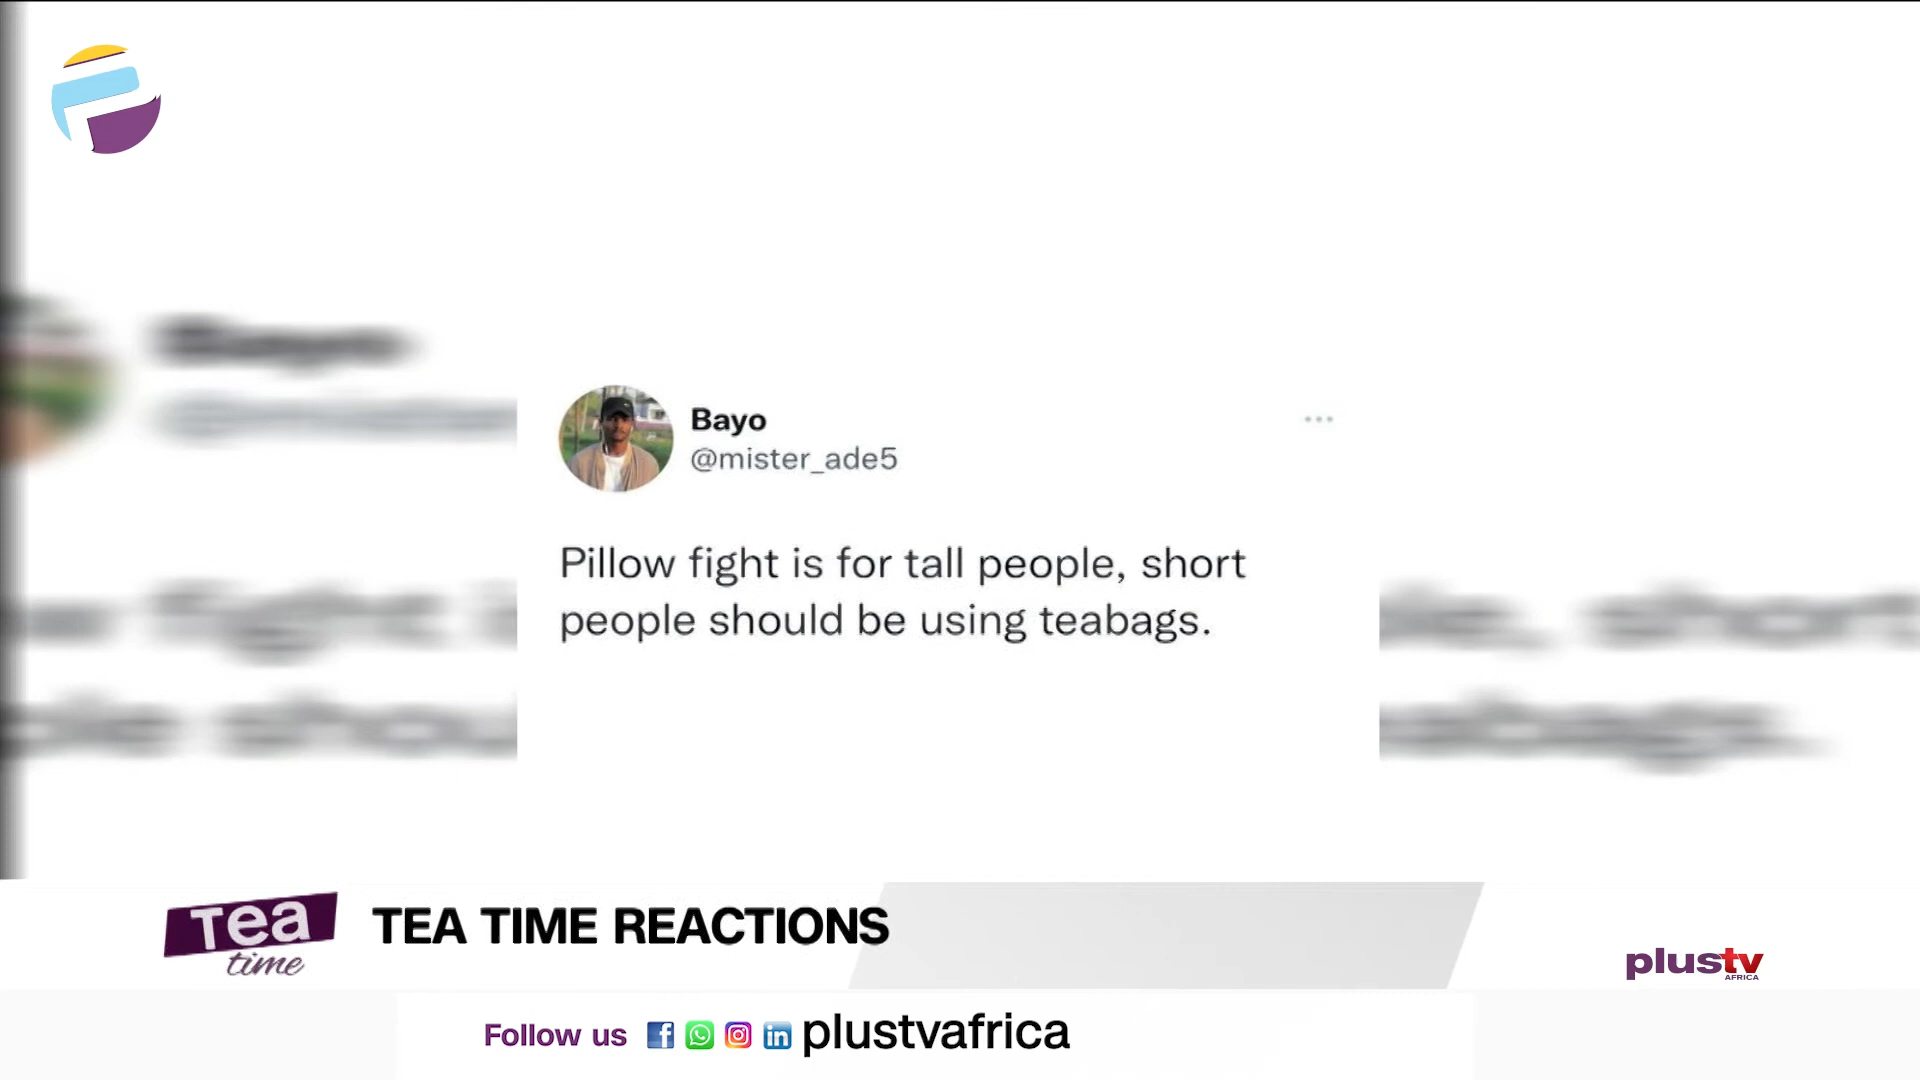 Bayo
@mister_ade5
Pillow fight is for tall people, short
people should be using teabags.
Tea
time
TEA TIME REACTIONS
plustv
AFRICA
Follow us
plustvafrica